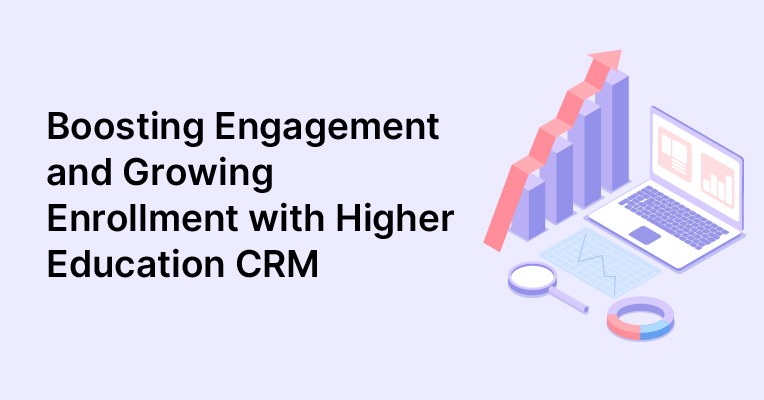 Boosting Engagement
and Growing
Enrollment with Higher
Education CRM